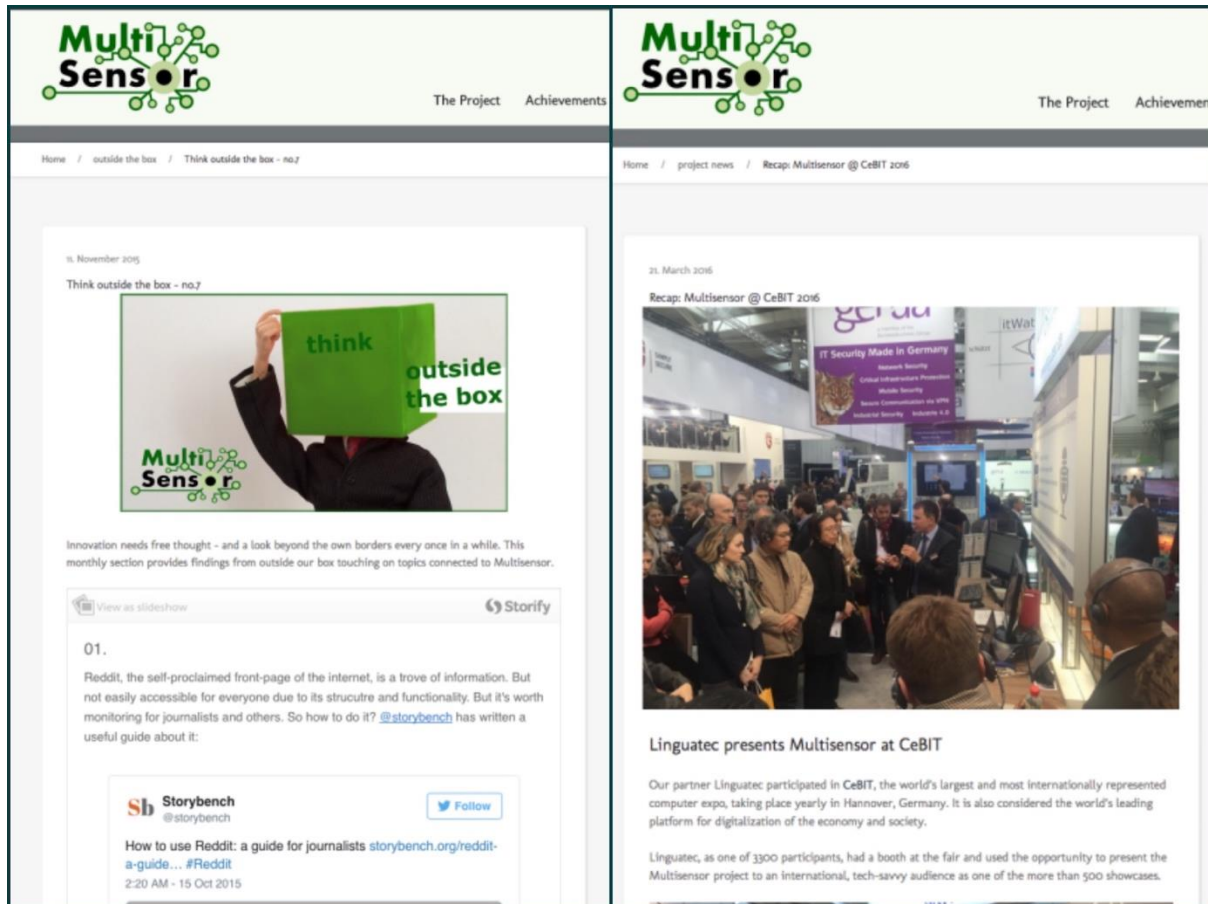 Multi
Sensor
The Project Achievements
Home / outside the box / Think outside the box - no.7
11. November 2015
Think outside the box - no.7
think
outside
the box
Multi
Sensor
Innovation needs free thought - and a look beyond the own borders every once in a while. This
monthly section provides findings from outside our box touching on topics connected to Multisensor.
View as slideshow
Storify
01.
Reddit, the self-proclaimed front-page of the internet, is a trove of information. But
not easily accessible for everyone due to its strucutre and functionality. But it's worth
monitoring for journalists and others. So how to do it? @storybench has written a
useful guide about it:
Sb Storybench
@storybench
Follow
How to use Reddit: a guide for journalists storybench.org/reddit-
a-guide... #Reddit
2:20 AM - 15 Oct 2015
Multi
Sensor
The Project Achievemen
Home / project news / Recap: Multisensor @ CeBIT 2016
21. March 2016
Recap: Multisensor @ CeBIT 2016
itWat
IT Security Made in Germany
Network Security
Critical Infrastructure Protection
Mobile Security
Secure Communication via VPN
Industrial Security Industrie 4.0
Linguatec presents Multisensor at CeBIT
Our partner Linguatec participated in CeBIT, the world's largest and most internationally represented
computer expo, taking place yearly in Hannover, Germany. It is also considered the world's leading
platform for digitalization of the economy and society.
Linguatec, as one of 3300 participants, had a booth at the fair and used the opportunity to present the
Multisensor project to an international, tech-savvy audience as one of the more than 500 showcases.